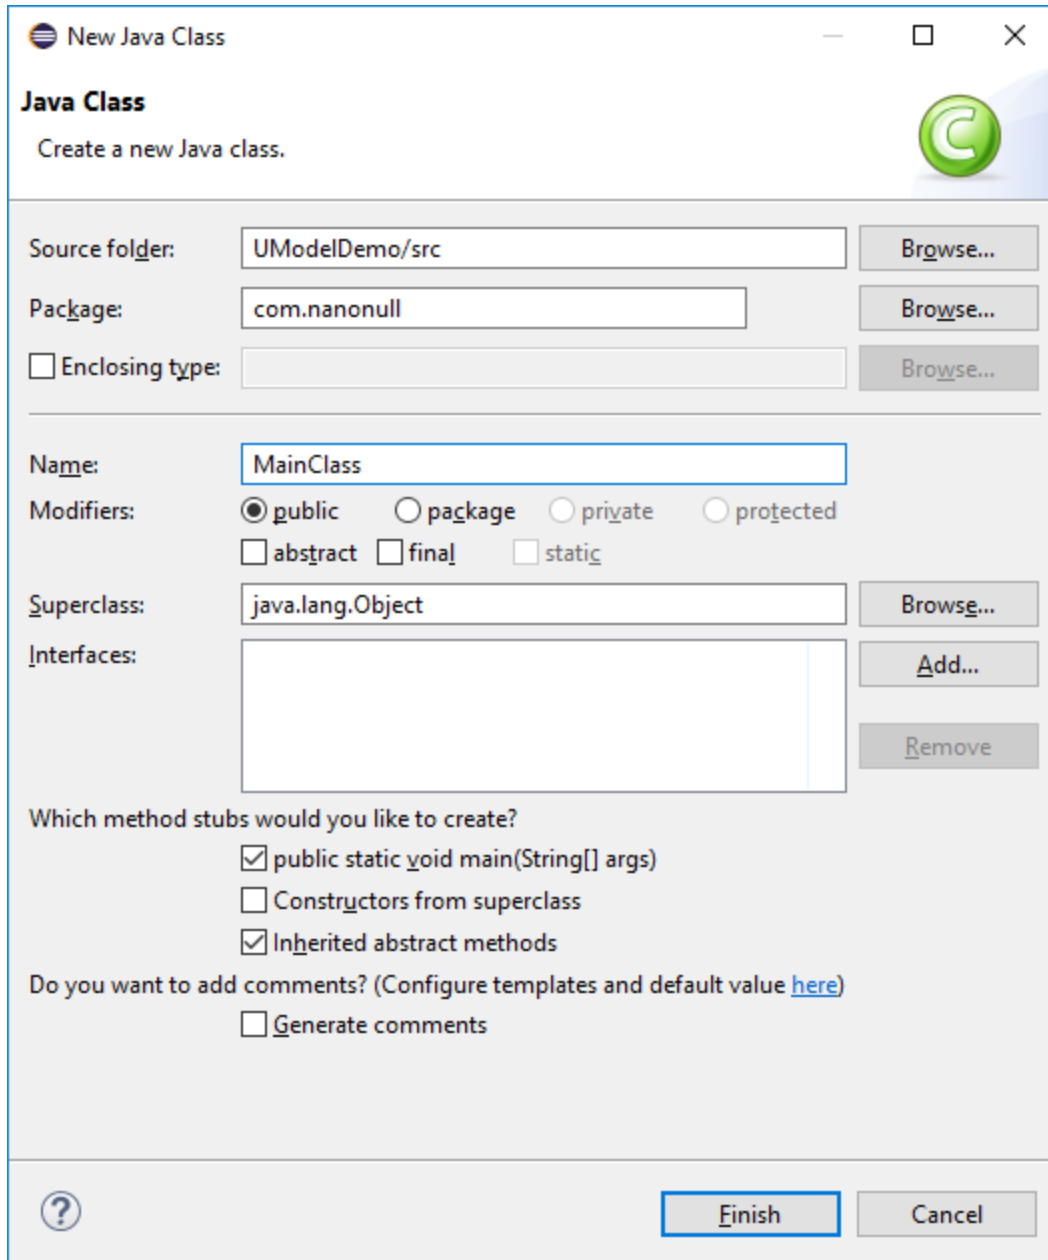 New Java Class
Java Class
Create a new Java class.
Source folder: UModelDemo/src Browse...
Package: com.nanonull Browse...
Enclosing type: Browse...
Name: MainClass
Modifiers: public package private protected
abstract final static
Superclass: java.lang.Object Browse...
Interfaces: Add...
Remove
Which method stubs would you like to create?
public static void main(String[] args)
Constructors from superclass
Inherited abstract methods
Do you want to add comments? (Configure templates and default value here)
Generate comments
? Finish Cancel